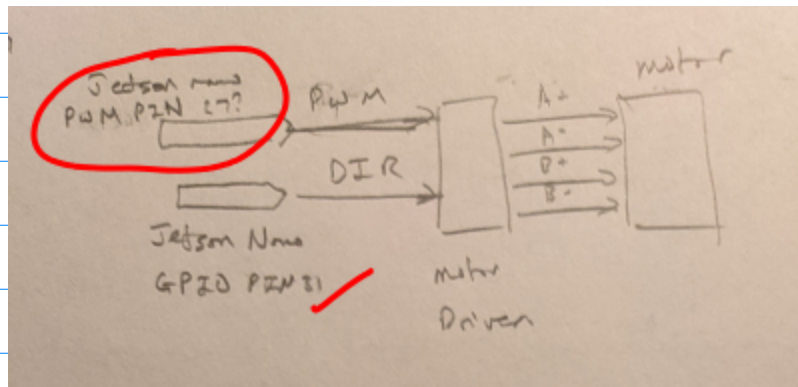 Jetson nano
PWM PIN 27?
PWM
DIR
A+
A-
B+
B-
motor
Jetson Nano
GPIO PIN 31
motor
Driver